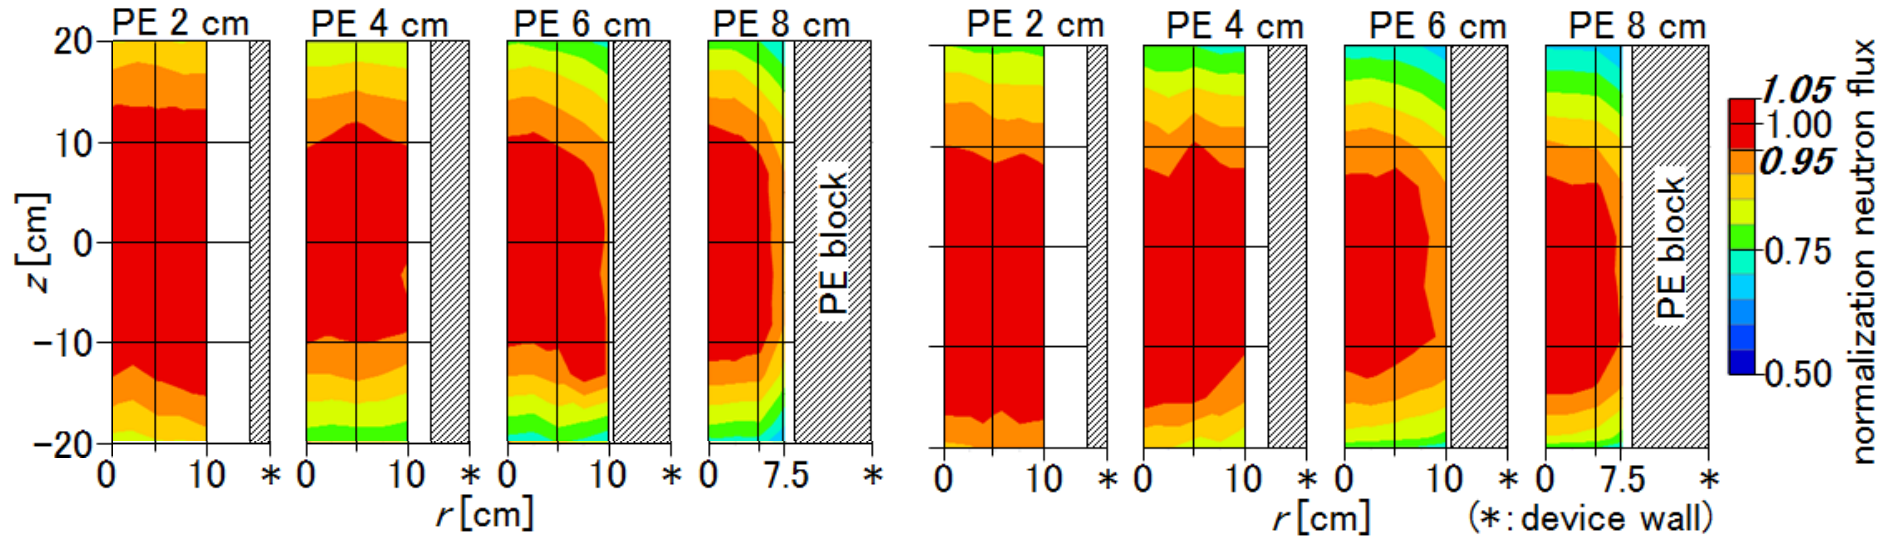 PE 2 cm PE 4 cm PE 6 cm PE 8 cm PE 2 cm PE 4 cm PE 6 cm PE 8 cm
20
10
0
-10
-20
z [cm]
PE block
PE block
1.05
1.00
0.95
0.75
0.50
normalization neutron flux
0 10 * 0 10 * 0 10 * 0 7.5 * 0 10 * 0 10 * 0 10 * 0 7.5 *
r [cm] r [cm] (*: device wall)